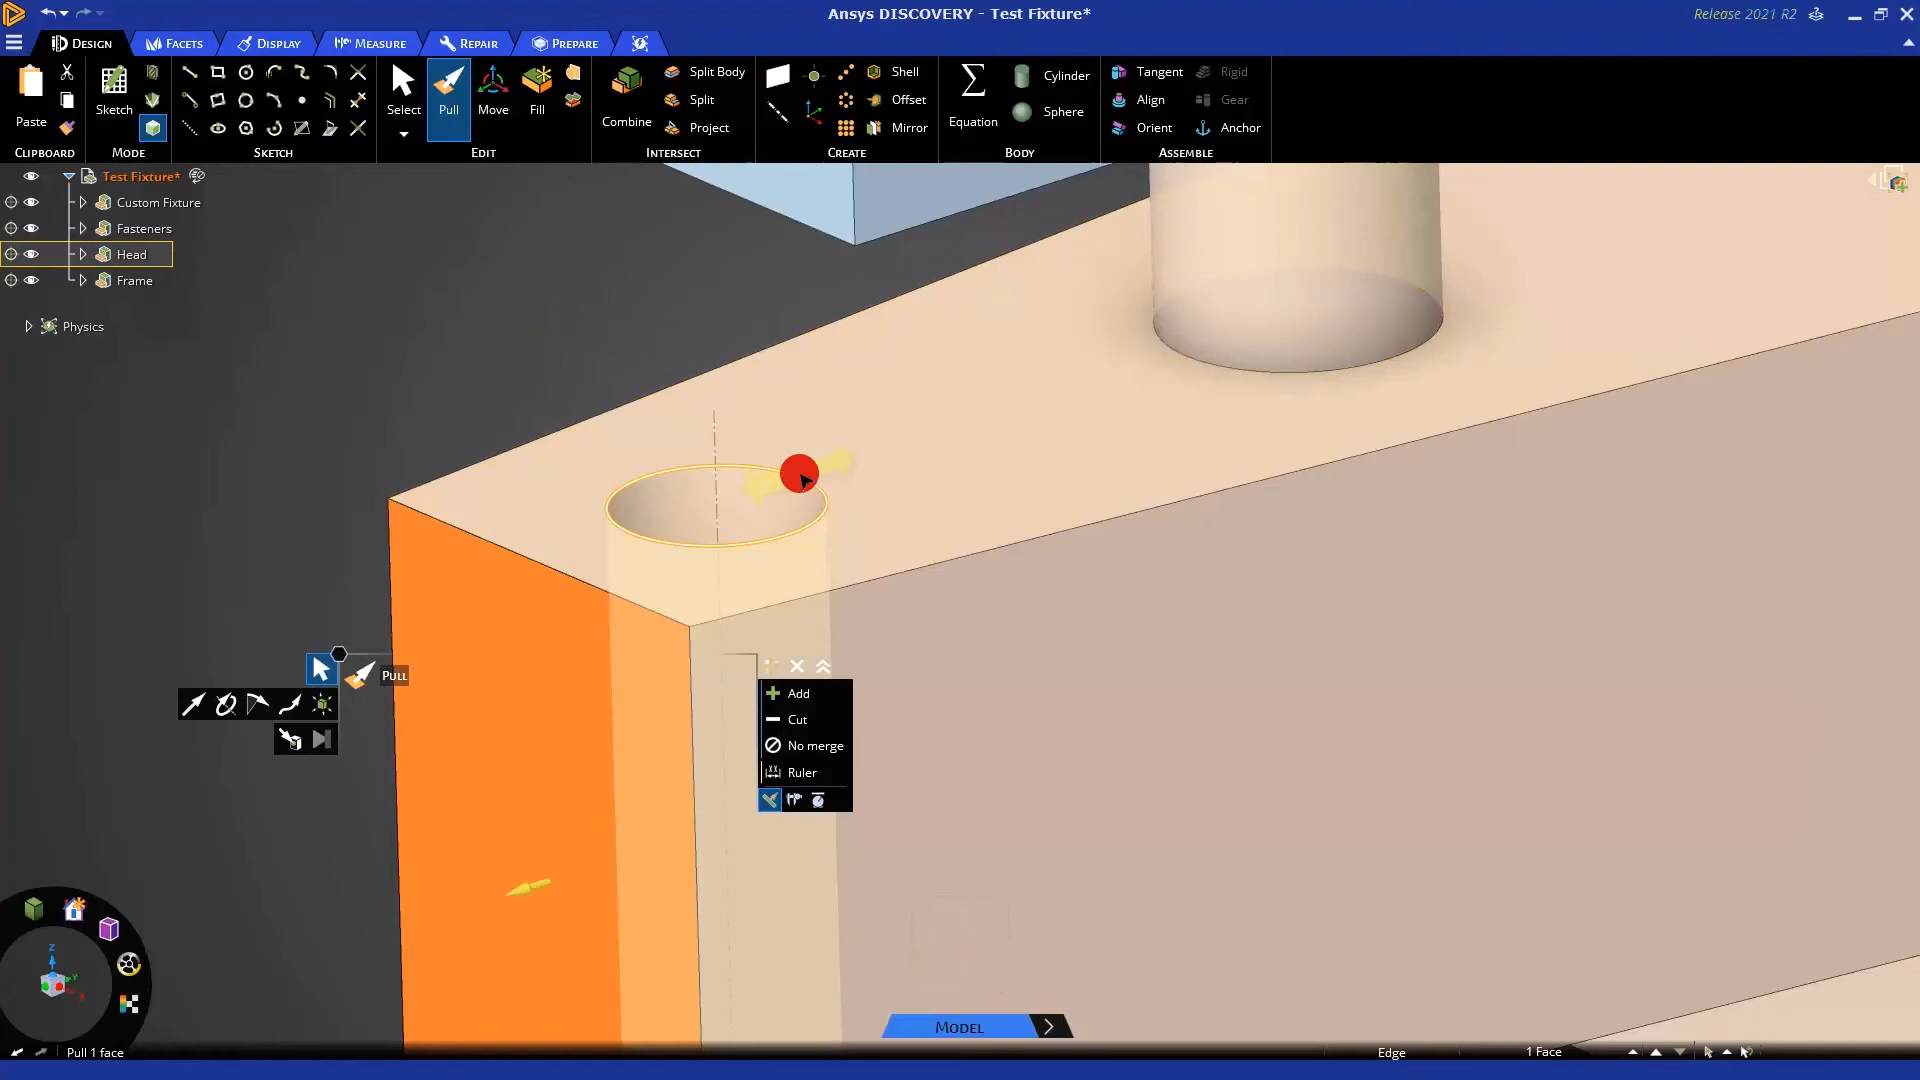 Ansys DISCOVERY - Test Fixture*
Release 2021 R2
DESIGN
FACETS
DISPLAY
MEASURE
REPAIR
PREPARE
Paste
CLIPBOARD
Sketch
MODE
SKETCH
Select
Pull
Move
Fill
EDIT
Combine
Split Body
Split
Project
INTERSECT
Shell
Offset
Mirror
CREATE
Equation
Cylinder
Sphere
BODY
Tangent
Rigid
Align
Gear
Orient
Anchor
ASSEMBLE
Test Fixture*
Custom Fixture
Fasteners
Head
Frame
Physics
PULL
Add
Cut
No merge
Ruler
Z
Y
X
MODEL
Pull 1 face
Edge
1 Face